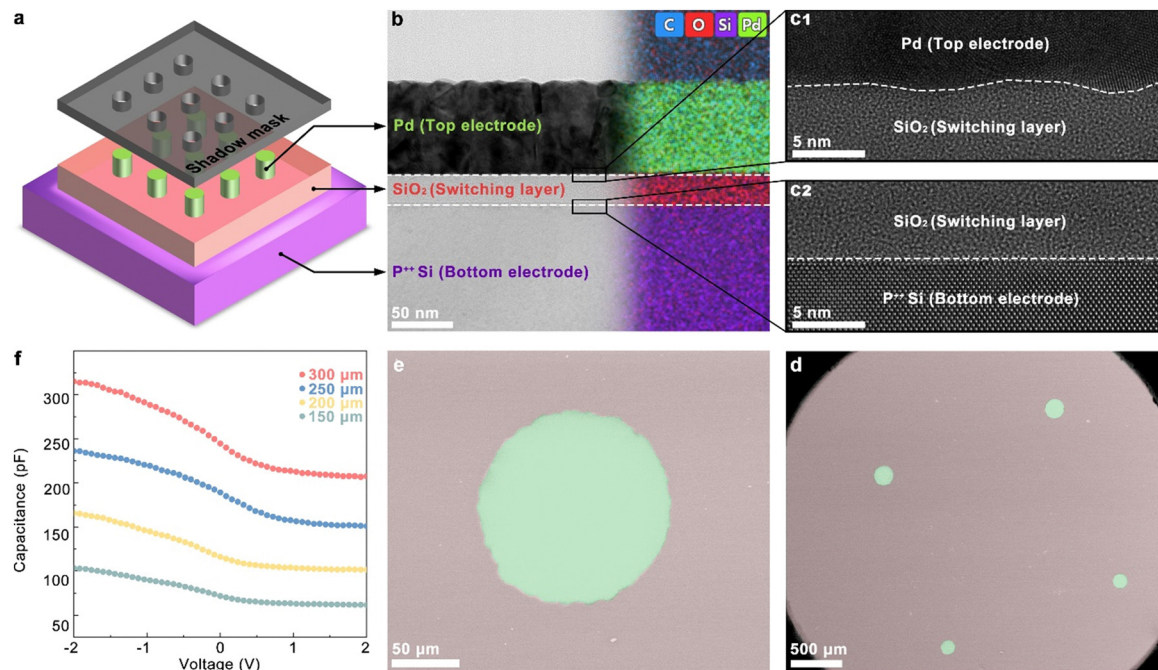 a
Shadow mask
b
C O Si Pd
Pd (Top electrode)
SiO₂ (Switching layer)
P⁺⁺ Si (Bottom electrode)
50 nm
C1
Pd (Top electrode)
SiO₂ (Switching layer)
5 nm
C2
SiO₂ (Switching layer)
P⁺⁺ Si (Bottom electrode)
5 nm
f
300 μm
250 μm
200 μm
150 μm
300
250
200
150
100
50
Capacitance (pF)
-2 -1 0 1 2
Voltage (V)
e
50 μm
d
500 μm